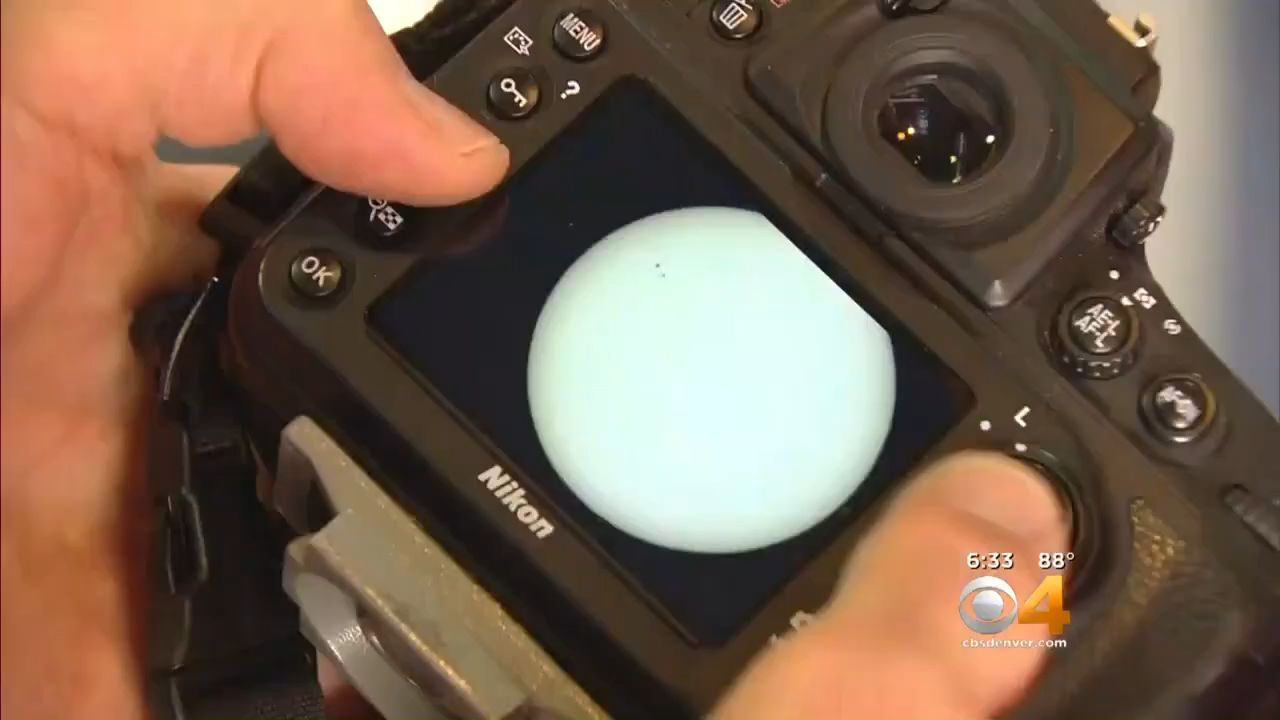 MENU
?
OK
Nikon
AE-L
AF-L
L
6:33 88°
4
cbsdenver.com